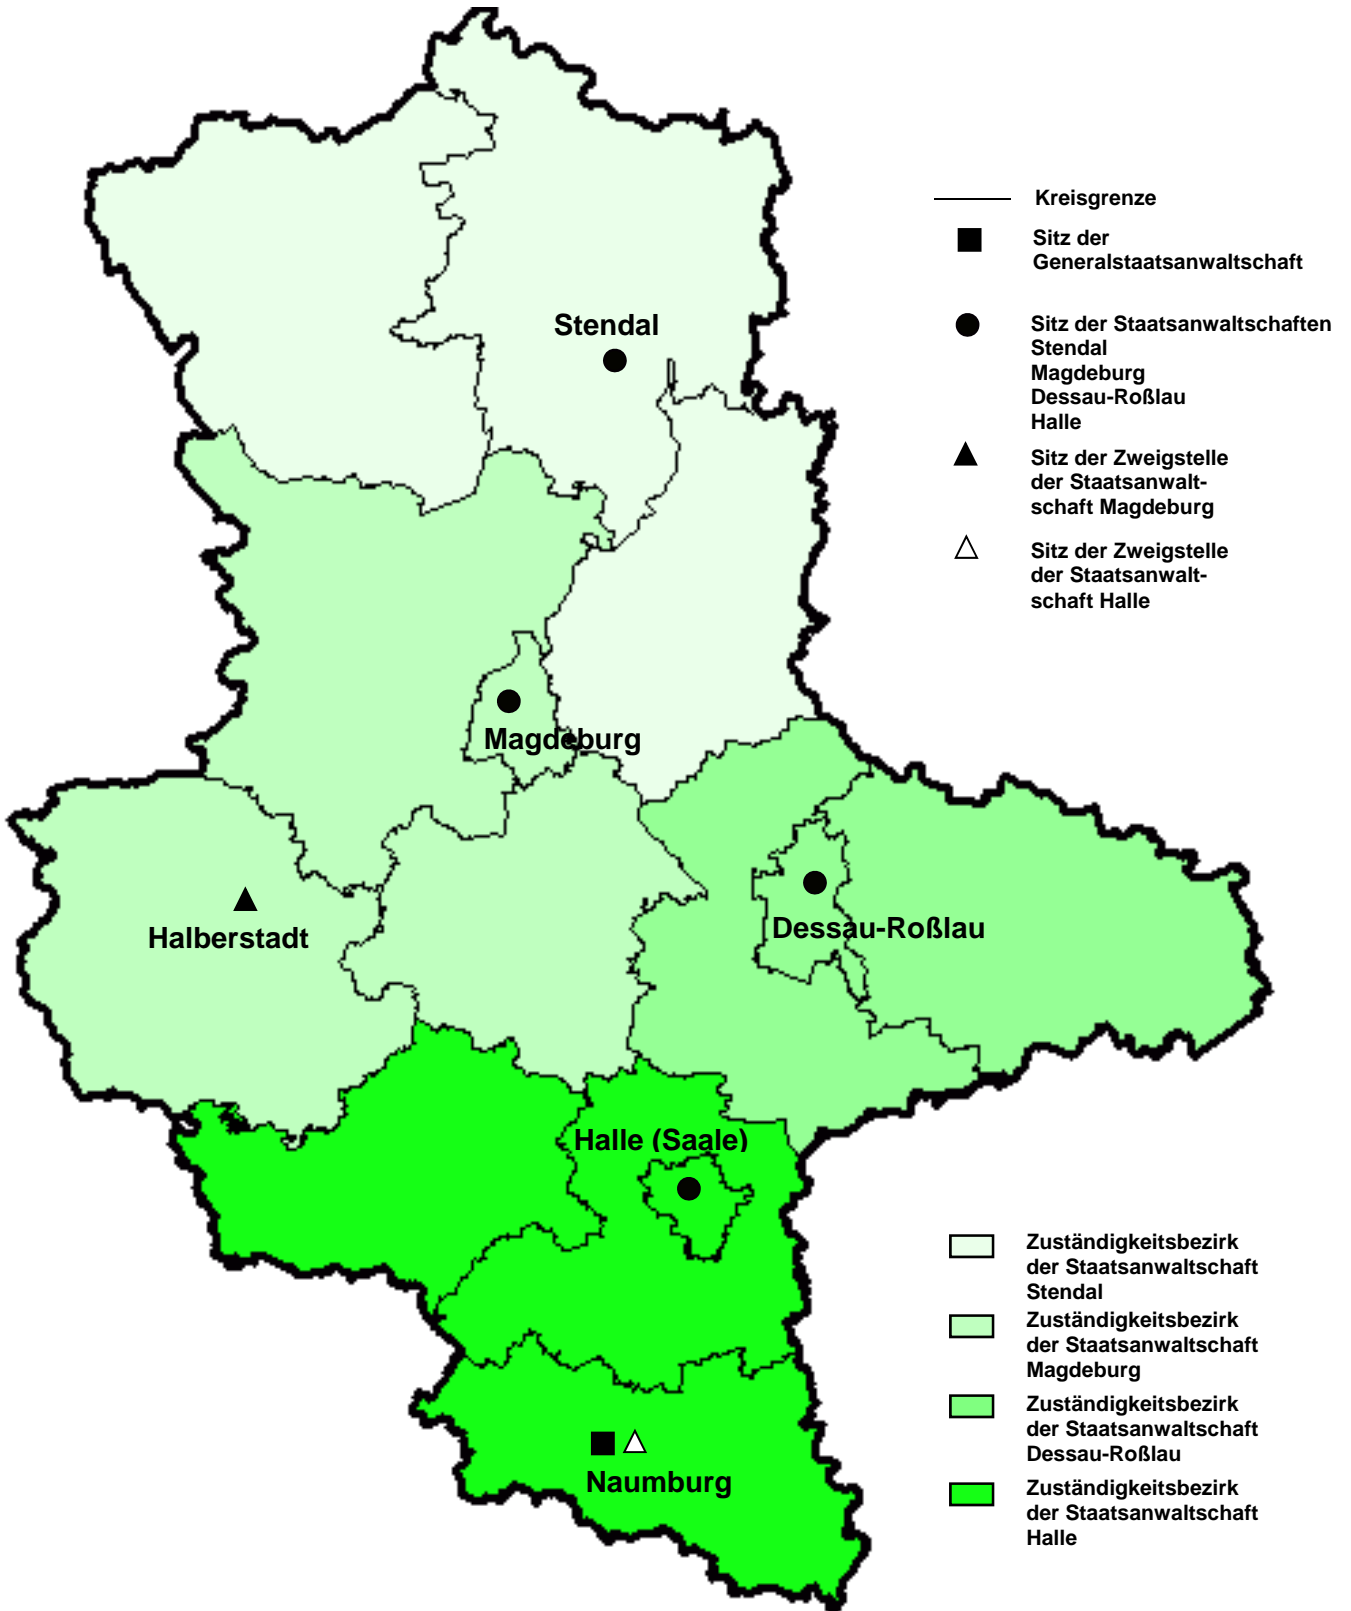 Kreisgrenze
Sitz der
Generalstaatsanwaltschaft
Stendal
Sitz der Staatsanwaltschaften
Stendal
Magdeburg
Dessau-Roßlau
Halle
Sitz der Zweigstelle
der Staatsanwalt-
schaft Magdeburg
Sitz der Zweigstelle
der Staatsanwalt-
schaft Halle
Magdeburg
Halberstadt
Dessau-Roßlau
Halle (Saale)
Naumburg
Zuständigkeitsbezirk
der Staatsanwaltschaft
Stendal
Zuständigkeitsbezirk
der Staatsanwaltschaft
Magdeburg
Zuständigkeitsbezirk
der Staatsanwaltschaft
Dessau-Roßlau
Zuständigkeitsbezirk
der Staatsanwaltschaft
Halle